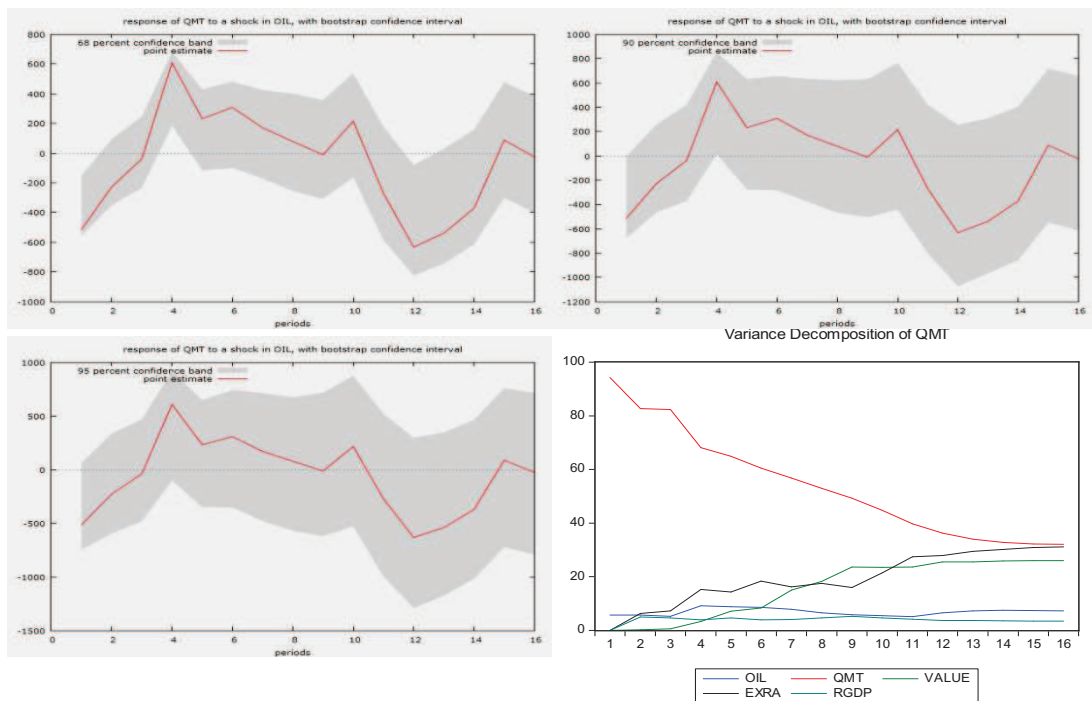 response of QMT to a shock in OIL, with bootstrap confidence interval
68 percent confidence band
point estimate
800
600
400
200
0
-200
-400
-600
-800
-1000
0 2 4 6 8 10 12 14 16
periods
response of QMT to a shock in OIL, with bootstrap confidence interval
90 percent confidence band
point estimate
1000
800
600
400
200
0
-200
-400
-600
-800
-1000
-1200
0 2 4 6 8 10 12 14 16
periods
response of QMT to a shock in OIL, with bootstrap confidence interval
95 percent confidence band
point estimate
1000
500
0
-500
-1000
-1500
0 2 4 6 8 10 12 14 16
periods
Variance Decomposition of QMT
100
80
60
40
20
0
1 2 3 4 5 6 7 8 9 10 11 12 13 14 15 16
OIL QMT VALUE
EXRA RGDP